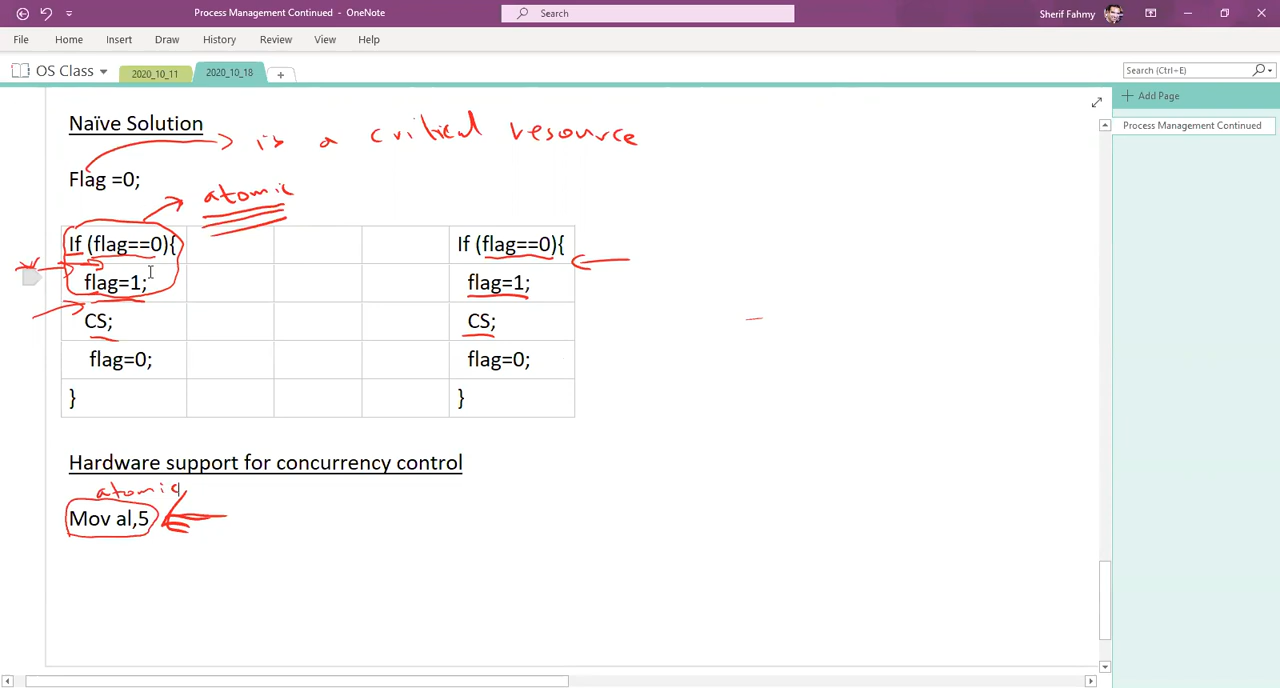 Process Management Continued - OneNote
Search
Sherif Fahmy
File Home Insert Draw History Review View Help
OS Class 2020_10_11 2020_10_18 +
Search (Ctrl+E)
Add Page
Process Management Continued
Naïve Solution is a critical resource
Flag =0;
atomic
If (flag==0){ If (flag==0){
flag=1; flag=1;
CS; CS;
flag=0; flag=0;
} }
Hardware support for concurrency control
atomic
Mov al,5